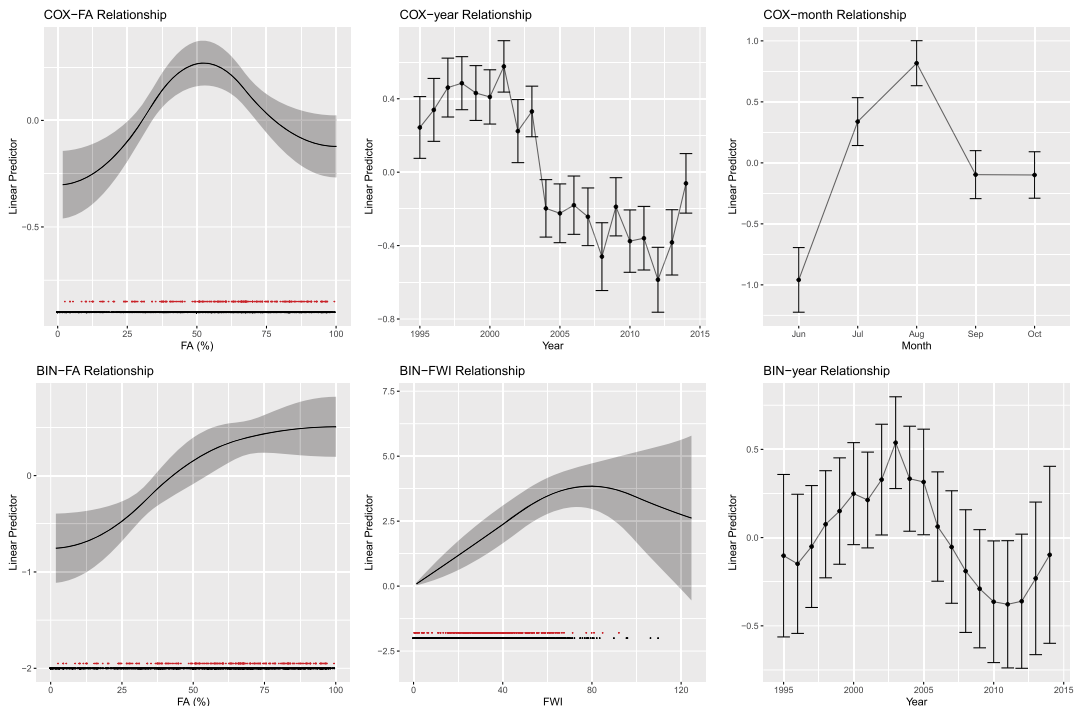 COX−FA Relationship
COX−year Relationship
COX−month Relationship
Linear Predictor
0.0
−0.5
0 25 50 75 100
FA (%)
Linear Predictor
0.4
0.0
−0.4
−0.8
1995 2000 2005 2010 2015
Year
Linear Predictor
1.0
0.5
0.0
−0.5
−1.0
Jun Jul Aug Sep Oct
Month
BIN−FA Relationship
BIN−FWI Relationship
BIN−year Relationship
Linear Predictor
0
−1
−2
0 25 50 75 100
FA (%)
Linear Predictor
7.5
5.0
2.5
0.0
−2.5
0 40 80 120
FWI
Linear Predictor
0.5
0.0
−0.5
1995 2000 2005 2010 2015
Year